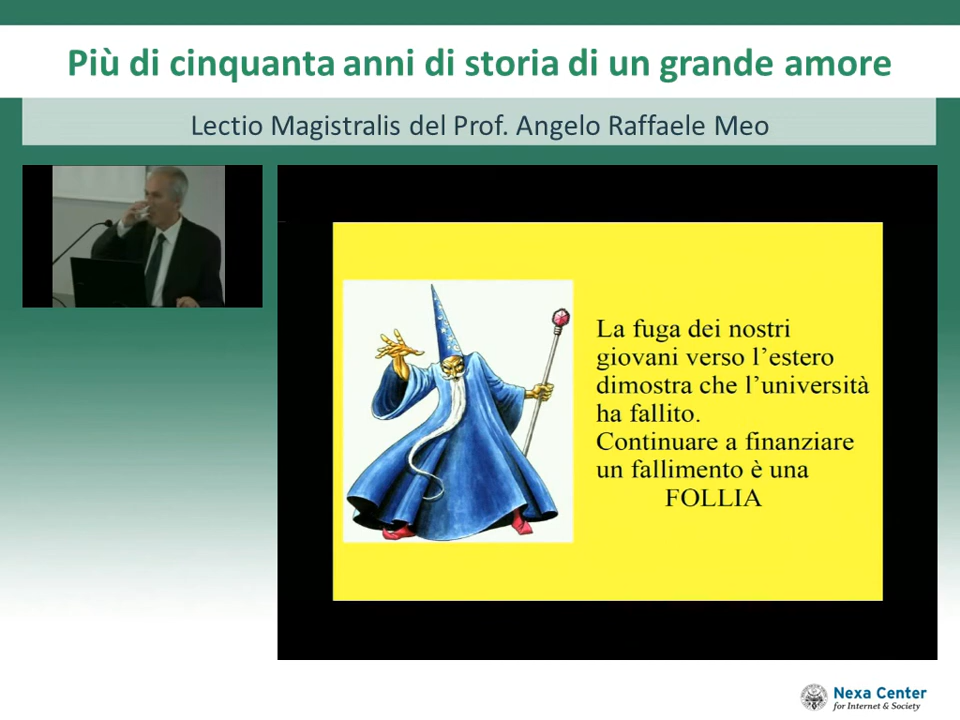 Più di cinquanta anni di storia di un grande amore
Lectio Magistralis del Prof. Angelo Raffaele Meo
La fuga dei nostri
giovani verso l'estero
dimostra che l'università
ha fallito.
Continuare a finanziare
un fallimento è una
FOLLIA
Nexa Center
for Internet & Society